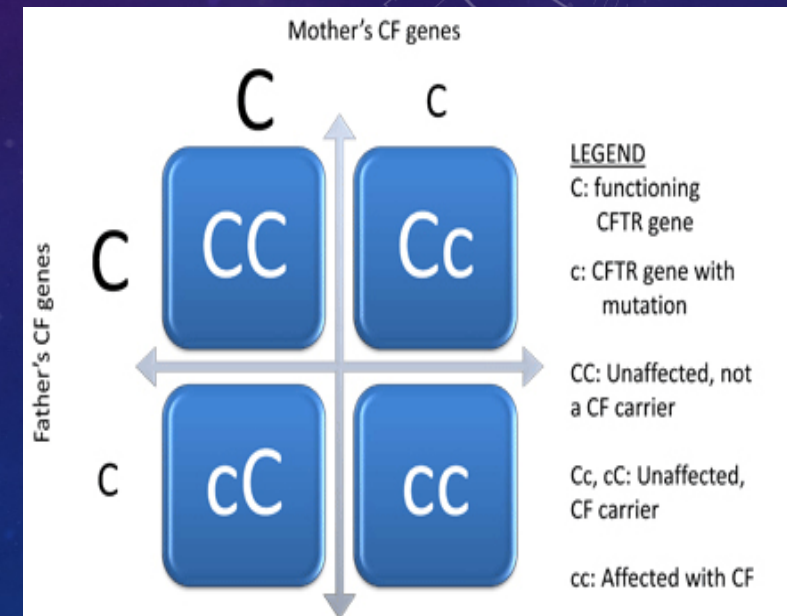 Mother's CF genes
C c
LEGEND
C: functioning
CFTR gene
c: CFTR gene with
mutation
CC: Unaffected, not
a CF carrier
Cc, cC: Unaffected,
CF carrier
cc: Affected with CF
Father's CF genes
C
CC Cc
c
cC cc